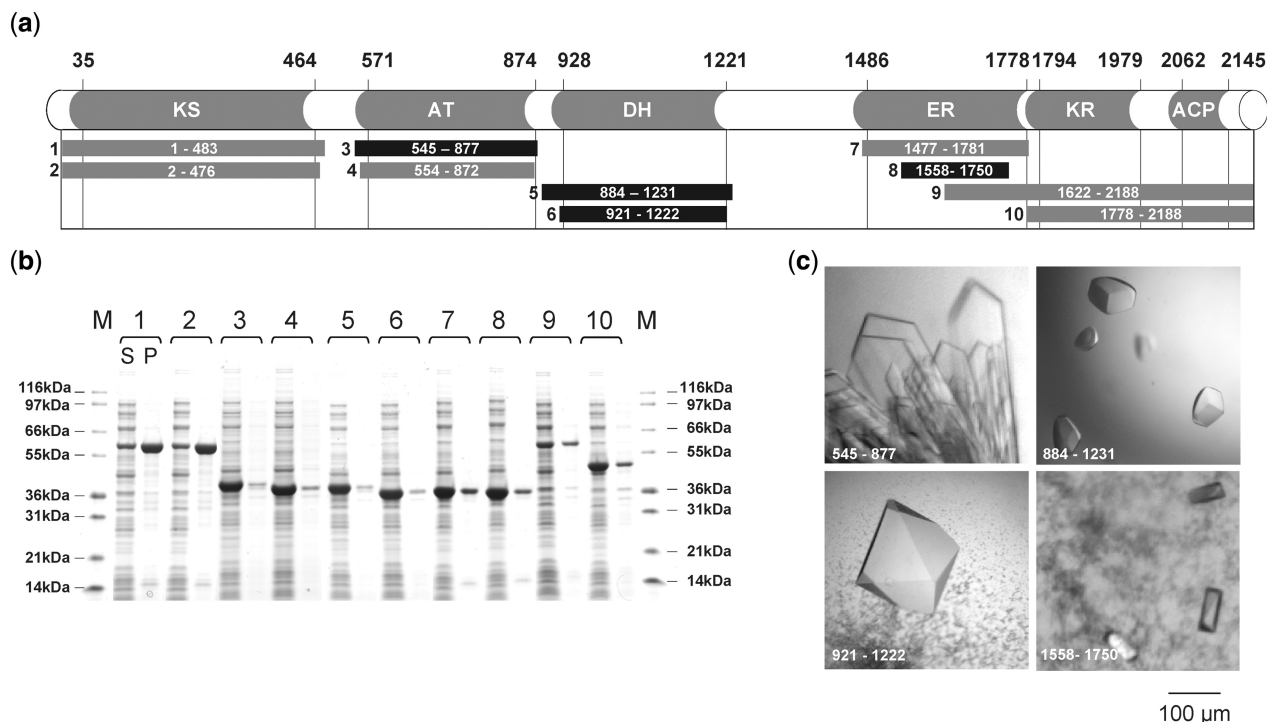 (a)
35 464 571 874 928 1221 1486 1778 1794 1979 2062 2145
KS AT DH ER KR ACP
1 1 - 483 3 545 – 877 7 1477 - 1781
2 2 - 476 4 554 - 872 8 1558- 1750
5 884 – 1231 9 1622 - 2188
6 921 - 1222 10 1778 - 2188
(b)
M 1 2 3 4 5 6 7 8 9 10 M
S P
116kDa 116kDa
97kDa 97kDa
66kDa 66kDa
55kDa 55kDa
36kDa 36kDa
31kDa 31kDa
21kDa 21kDa
14kDa 14kDa
(c)
545 - 877 884 - 1231
921 - 1222 1558- 1750
100 µm